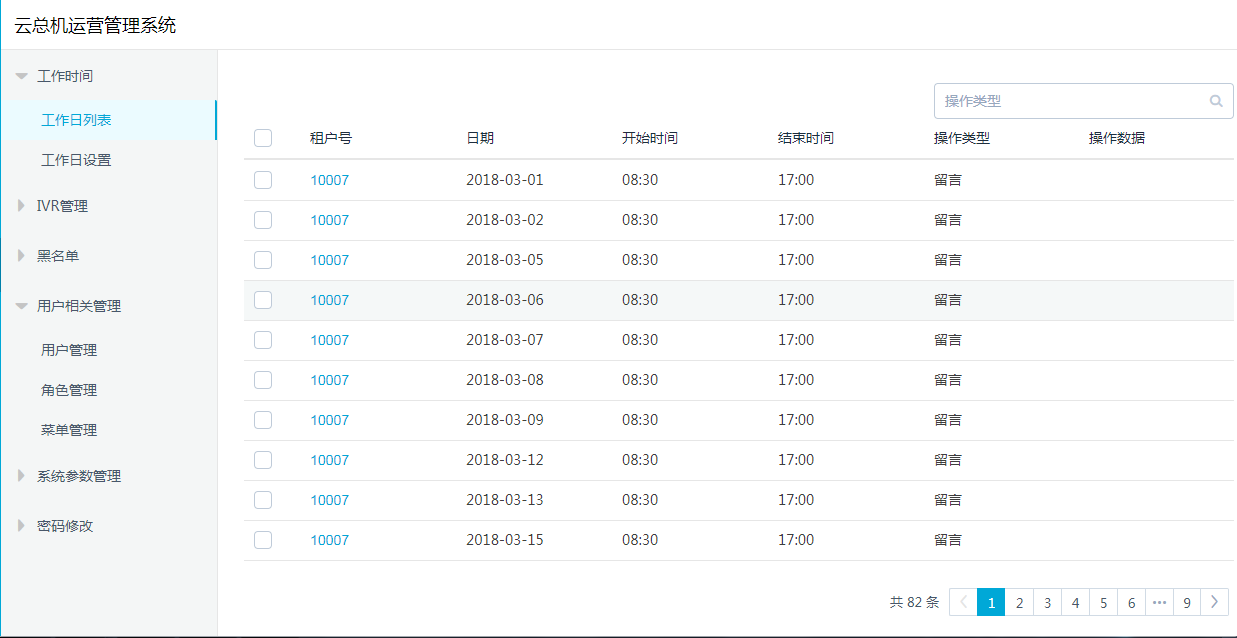 云总机运营管理系统
工作时间
工作日列表
工作日设置
IVR管理
黑名单
用户相关管理
用户管理
角色管理
菜单管理
系统参数管理
密码修改
操作类型
租户号 日期 开始时间 结束时间 操作类型 操作数据
10007 2018-03-01 08:30 17:00 留言
10007 2018-03-02 08:30 17:00 留言
10007 2018-03-05 08:30 17:00 留言
10007 2018-03-06 08:30 17:00 留言
10007 2018-03-07 08:30 17:00 留言
10007 2018-03-08 08:30 17:00 留言
10007 2018-03-09 08:30 17:00 留言
10007 2018-03-12 08:30 17:00 留言
10007 2018-03-13 08:30 17:00 留言
10007 2018-03-15 08:30 17:00 留言
共 82 条 1 2 3 4 5 6 ··· 9